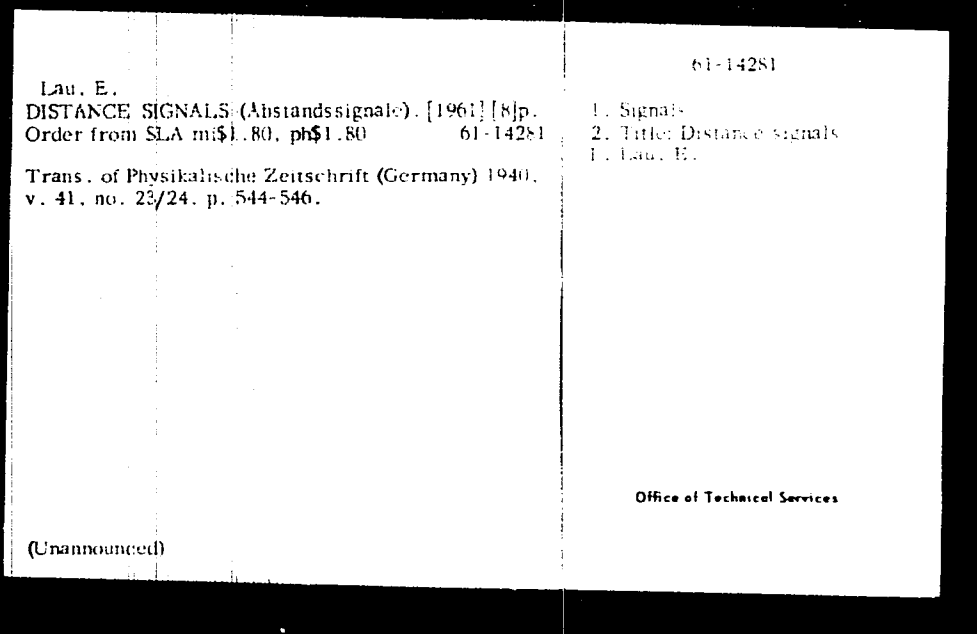 61-14281
Lau, E.
DISTANCE SIGNALS (Abstandssignale). [1961] [8]p.
Order from SLA mi$1.80, ph$1.80 61-14281
Trans. of Physikalische Zeitschrift (Germany) 1940,
v. 41, no. 23/24, p. 544-546.
(Unannounced)
1. Signals
2. Title: Distance signals
I. Lau, E.
Office of Technical Services